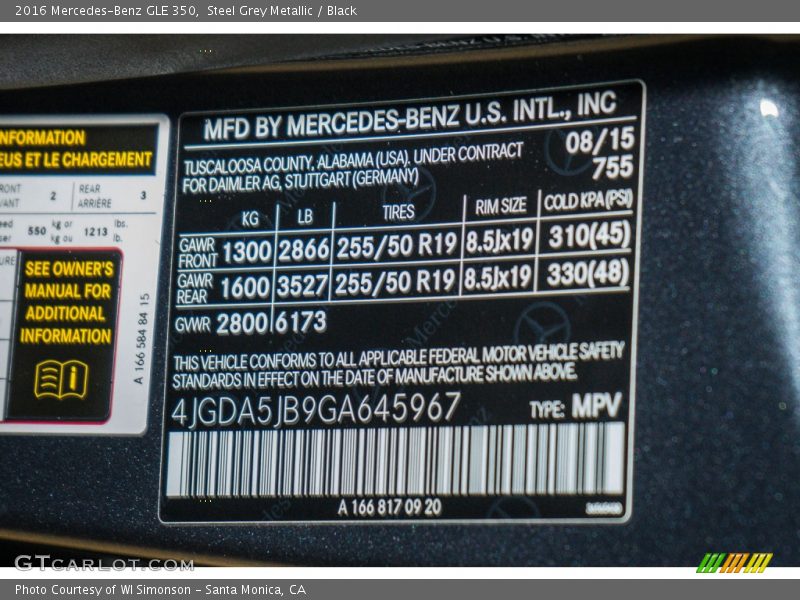 2016 Mercedes-Benz GLE 350,  Steel Grey Metallic / Black
NFORMATION
EUS ET LE CHARGEMENT
RONT
VANT
2
REAR
ARRIÈRE
3
550
kg or
kg ou
1213
lbs.
lb.
SEE OWNER'S
MANUAL FOR
ADDITIONAL
INFORMATION
A 166 584 84 15
MFD BY MERCEDES-BENZ U.S. INTL., INC
TUSCALOOSA COUNTY, ALABAMA (USA), UNDER CONTRACT
FOR DAIMLER AG, STUTTGART (GERMANY)
08/15
755
KG LB TIRES RIM SIZE COLD KPA(PSI)
GAWR FRONT 1300 2866 255/50 R19 8.5Jx19 310(45)
GAWR REAR 1600 3527 255/50 R19 8.5Jx19 330(48)
GWR 2800 6173
THIS VEHICLE CONFORMS TO ALL APPLICABLE FEDERAL MOTOR VEHICLE SAFETY
STANDARDS IN EFFECT ON THE DATE OF MANUFACTURE SHOWN ABOVE.
4JGDA5JB9GA645967
TYPE: MPV
A 166 817 09 20
GTCARLOT.COM
Photo Courtesy of WI Simonson - Santa Monica, CA